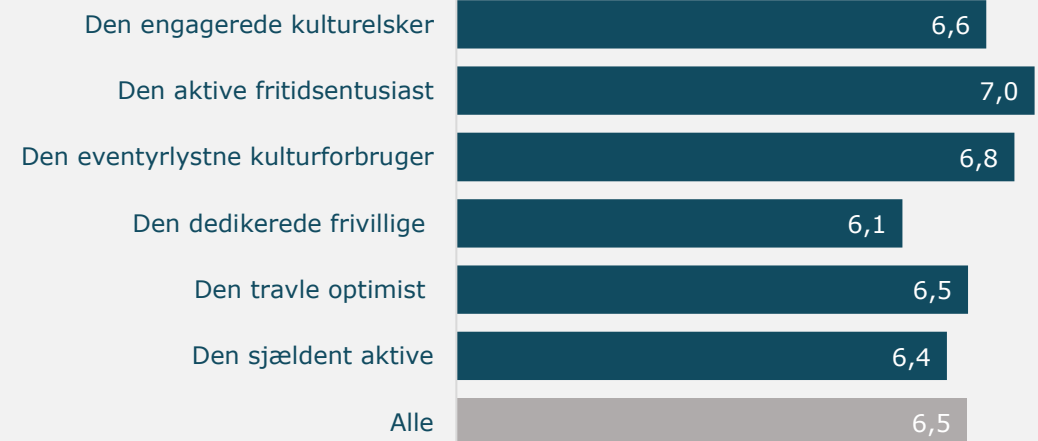 Den engagerede kulturelsker 6,6
Den aktive fritidsentusiast 7,0
Den eventyrlystne kulturforbruger 6,8
Den dedikerede frivillige 6,1
Den travle optimist 6,5
Den sjældent aktive 6,4
Alle 6,5